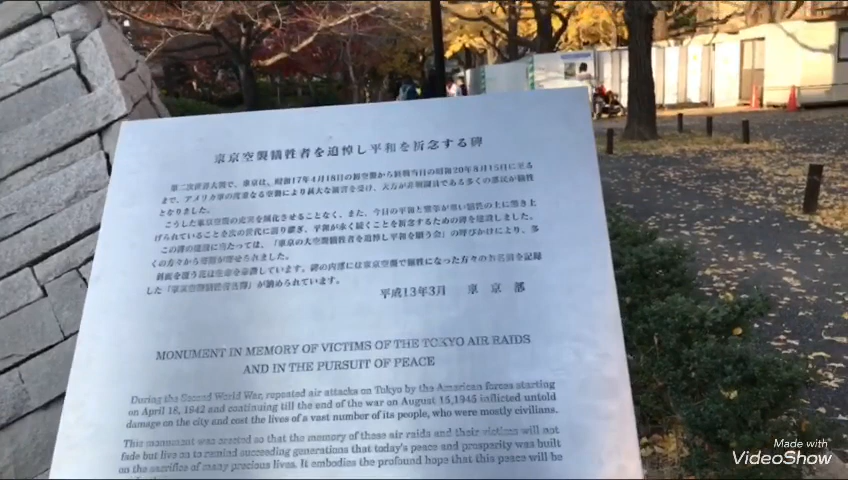 東京空襲犠牲者を追悼し平和を祈念する碑
第二次世界大戦で、東京は、昭和17年4月18日の初空襲から終戦当日の昭和20年8月15日に至る
まで、アメリカ軍の度重なる空襲により甚大な被害を受け、大方が非戦闘員である多くの都民が犠牲
となりました。
こうした東京空襲の史実を風化させることなく、また、今日の平和と繁栄が尊い犠牲の上に築き上
げられていることを次の世代に語り継ぎ、平和が永く続くことを祈念するための碑を建設しました。
この碑の建設に当たっては、「東京の大空襲犠牲者を追悼し平和を願う会」の呼びかけにより、多
くの方々から寄附が寄せられました。
斜面を覆う花は生命を象徴しています。碑の内部には東京空襲で犠牲になった方々のお名前を記録
した「東京空襲犠牲者名簿」が納められています。
平成13年3月 東京都
MONUMENT IN MEMORY OF VICTIMS OF THE TOKYO AIR RAIDS
AND IN THE PURSUIT OF PEACE
During the Second World War, repeated air attacks on Tokyo by the American forces starting
on April 18, 1942 and continuing till the end of the war on August 15, 1945 inflicted untold
damage on the city and cost the lives of a vast number of its people, who were mostly civilians.
This monument was erected so that the memory of these air raids and their victims will not
fade but live on to remind succeeding generations that today's peace and prosperity was built
on the sacrifice of many precious lives. It embodies the profound hope that this peace will be
Made with
VideoShow